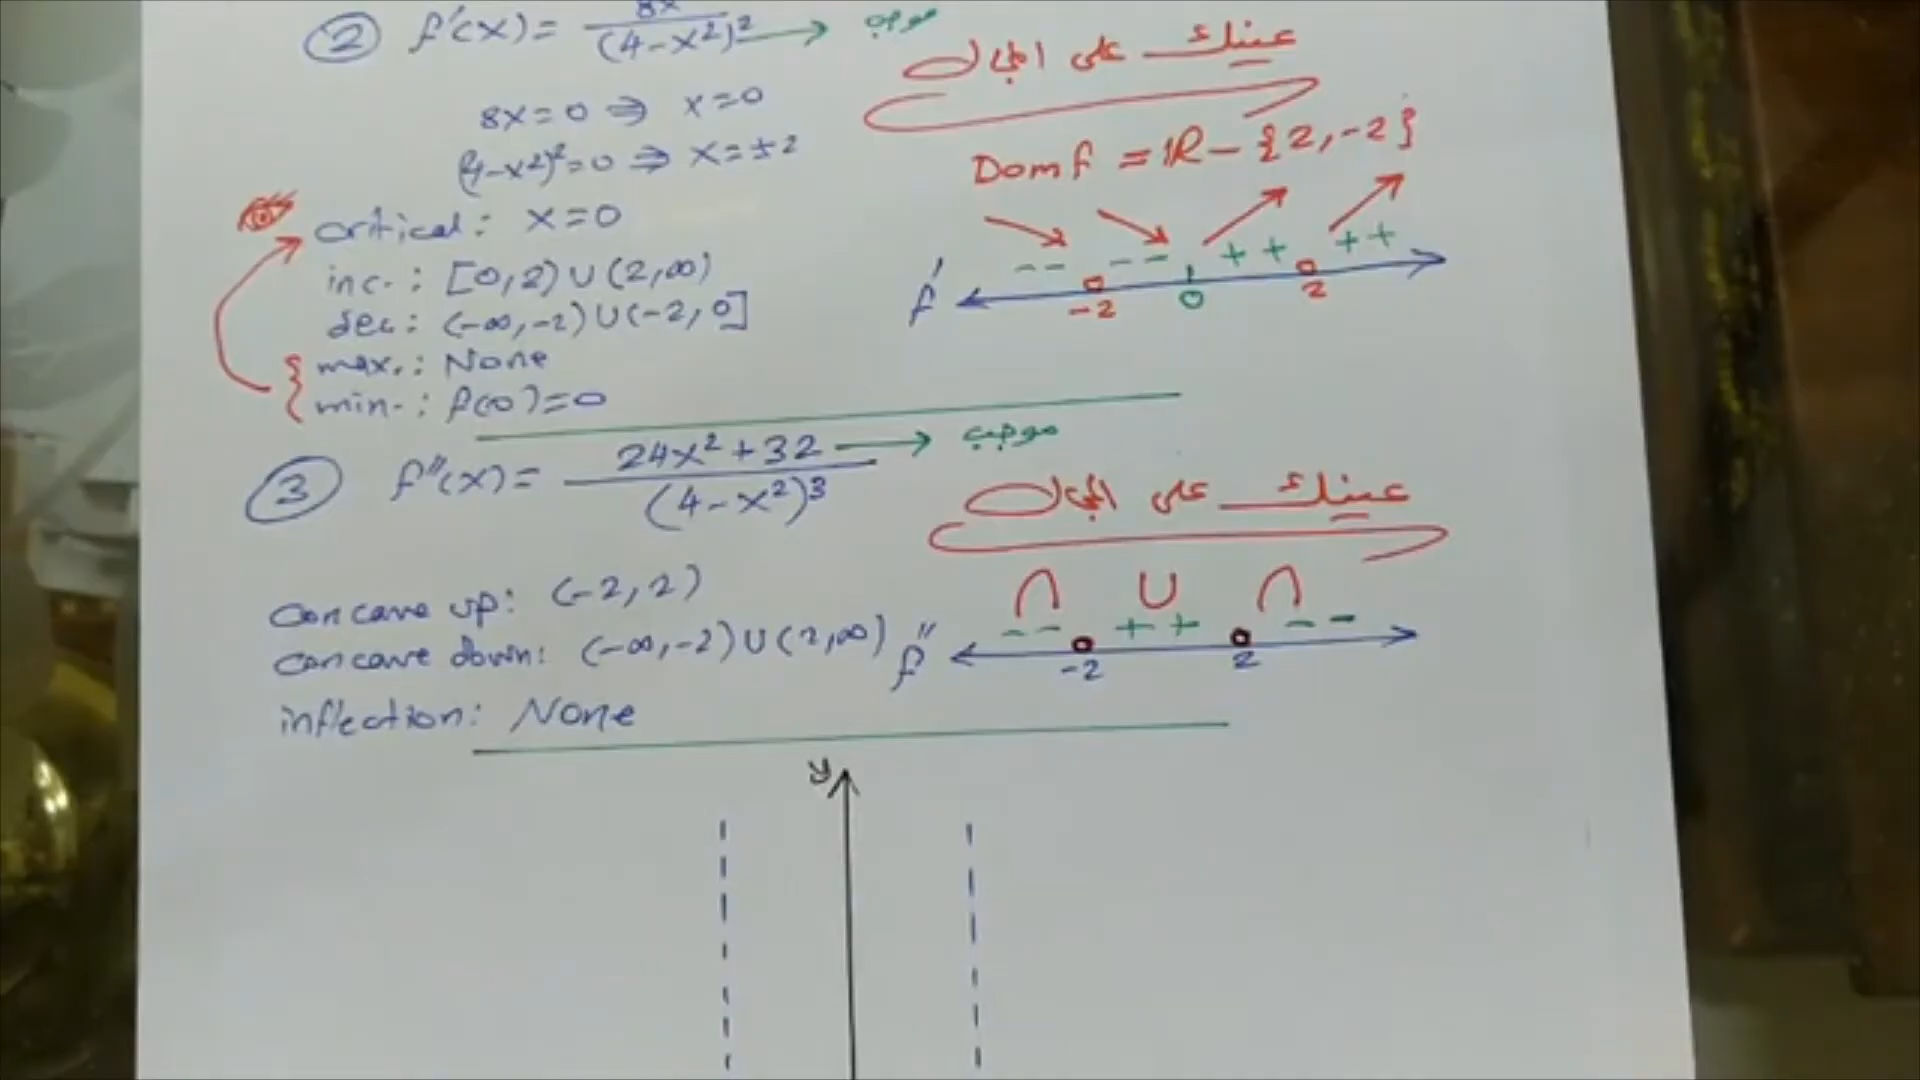 ② f'(x) = 8x / (4-x²)² → موجب
عينك على المجال
8x=0 ⇒ x=0
(4-x²)²=0 ⇒ x=±2
Dom f = ℝ - {2,-2}
critical: x=0
inc.: [0,2)∪(2,∞)
dec: (-∞,-2)∪(-2,0]
max.: None
min.: f(0)=0
f' -- -- ++ ++
-2 0 2
③ f''(x) = 24x²+32 / (4-x²)³ → موجب
عينك على المجال
concave up: (-2,2)
concave down: (-∞,-2)∪(2,∞)
inflection: None
∩ ∪ ∩
f'' -- ++ --
-2 2
y